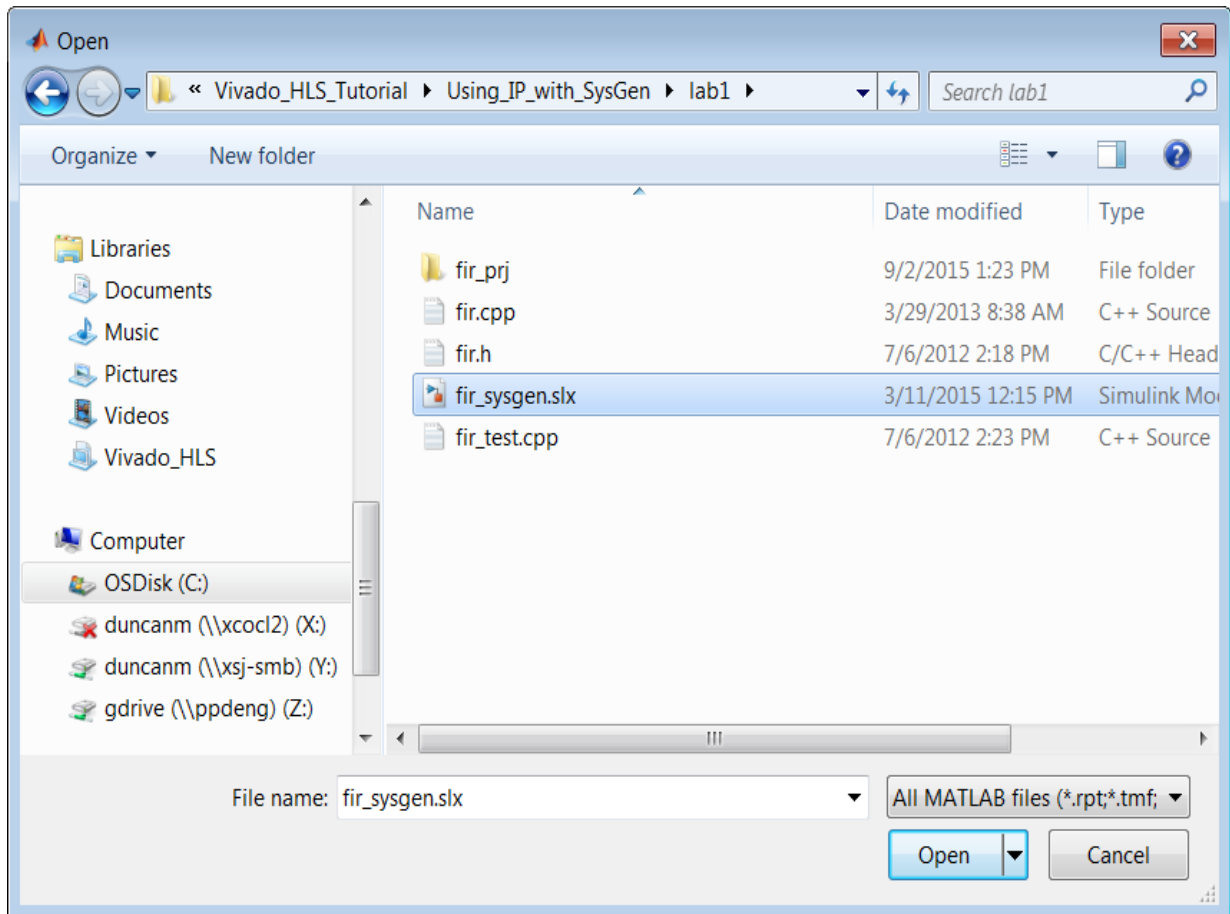 Open
« Vivado_HLS_Tutorial Using_IP_with_SysGen lab1 Search lab1
Organize New folder
Name Date modified Type
Libraries
Documents
Music
Pictures
Videos
Vivado_HLS
Computer
OSDisk (C:)
duncanm (\\xcocl2) (X:)
duncanm (\\xsj-smb) (Y:)
gdrive (\\ppdeng) (Z:)
fir_prj 9/2/2015 1:23 PM File folder
fir.cpp 3/29/2013 8:38 AM C++ Source
fir.h 7/6/2012 2:18 PM C/C++ Head
fir_sysgen.slx 3/11/2015 12:15 PM Simulink Mo
fir_test.cpp 7/6/2012 2:23 PM C++ Source
File name: fir_sysgen.slx All MATLAB files (*.rpt;*.tmf;
Open Cancel